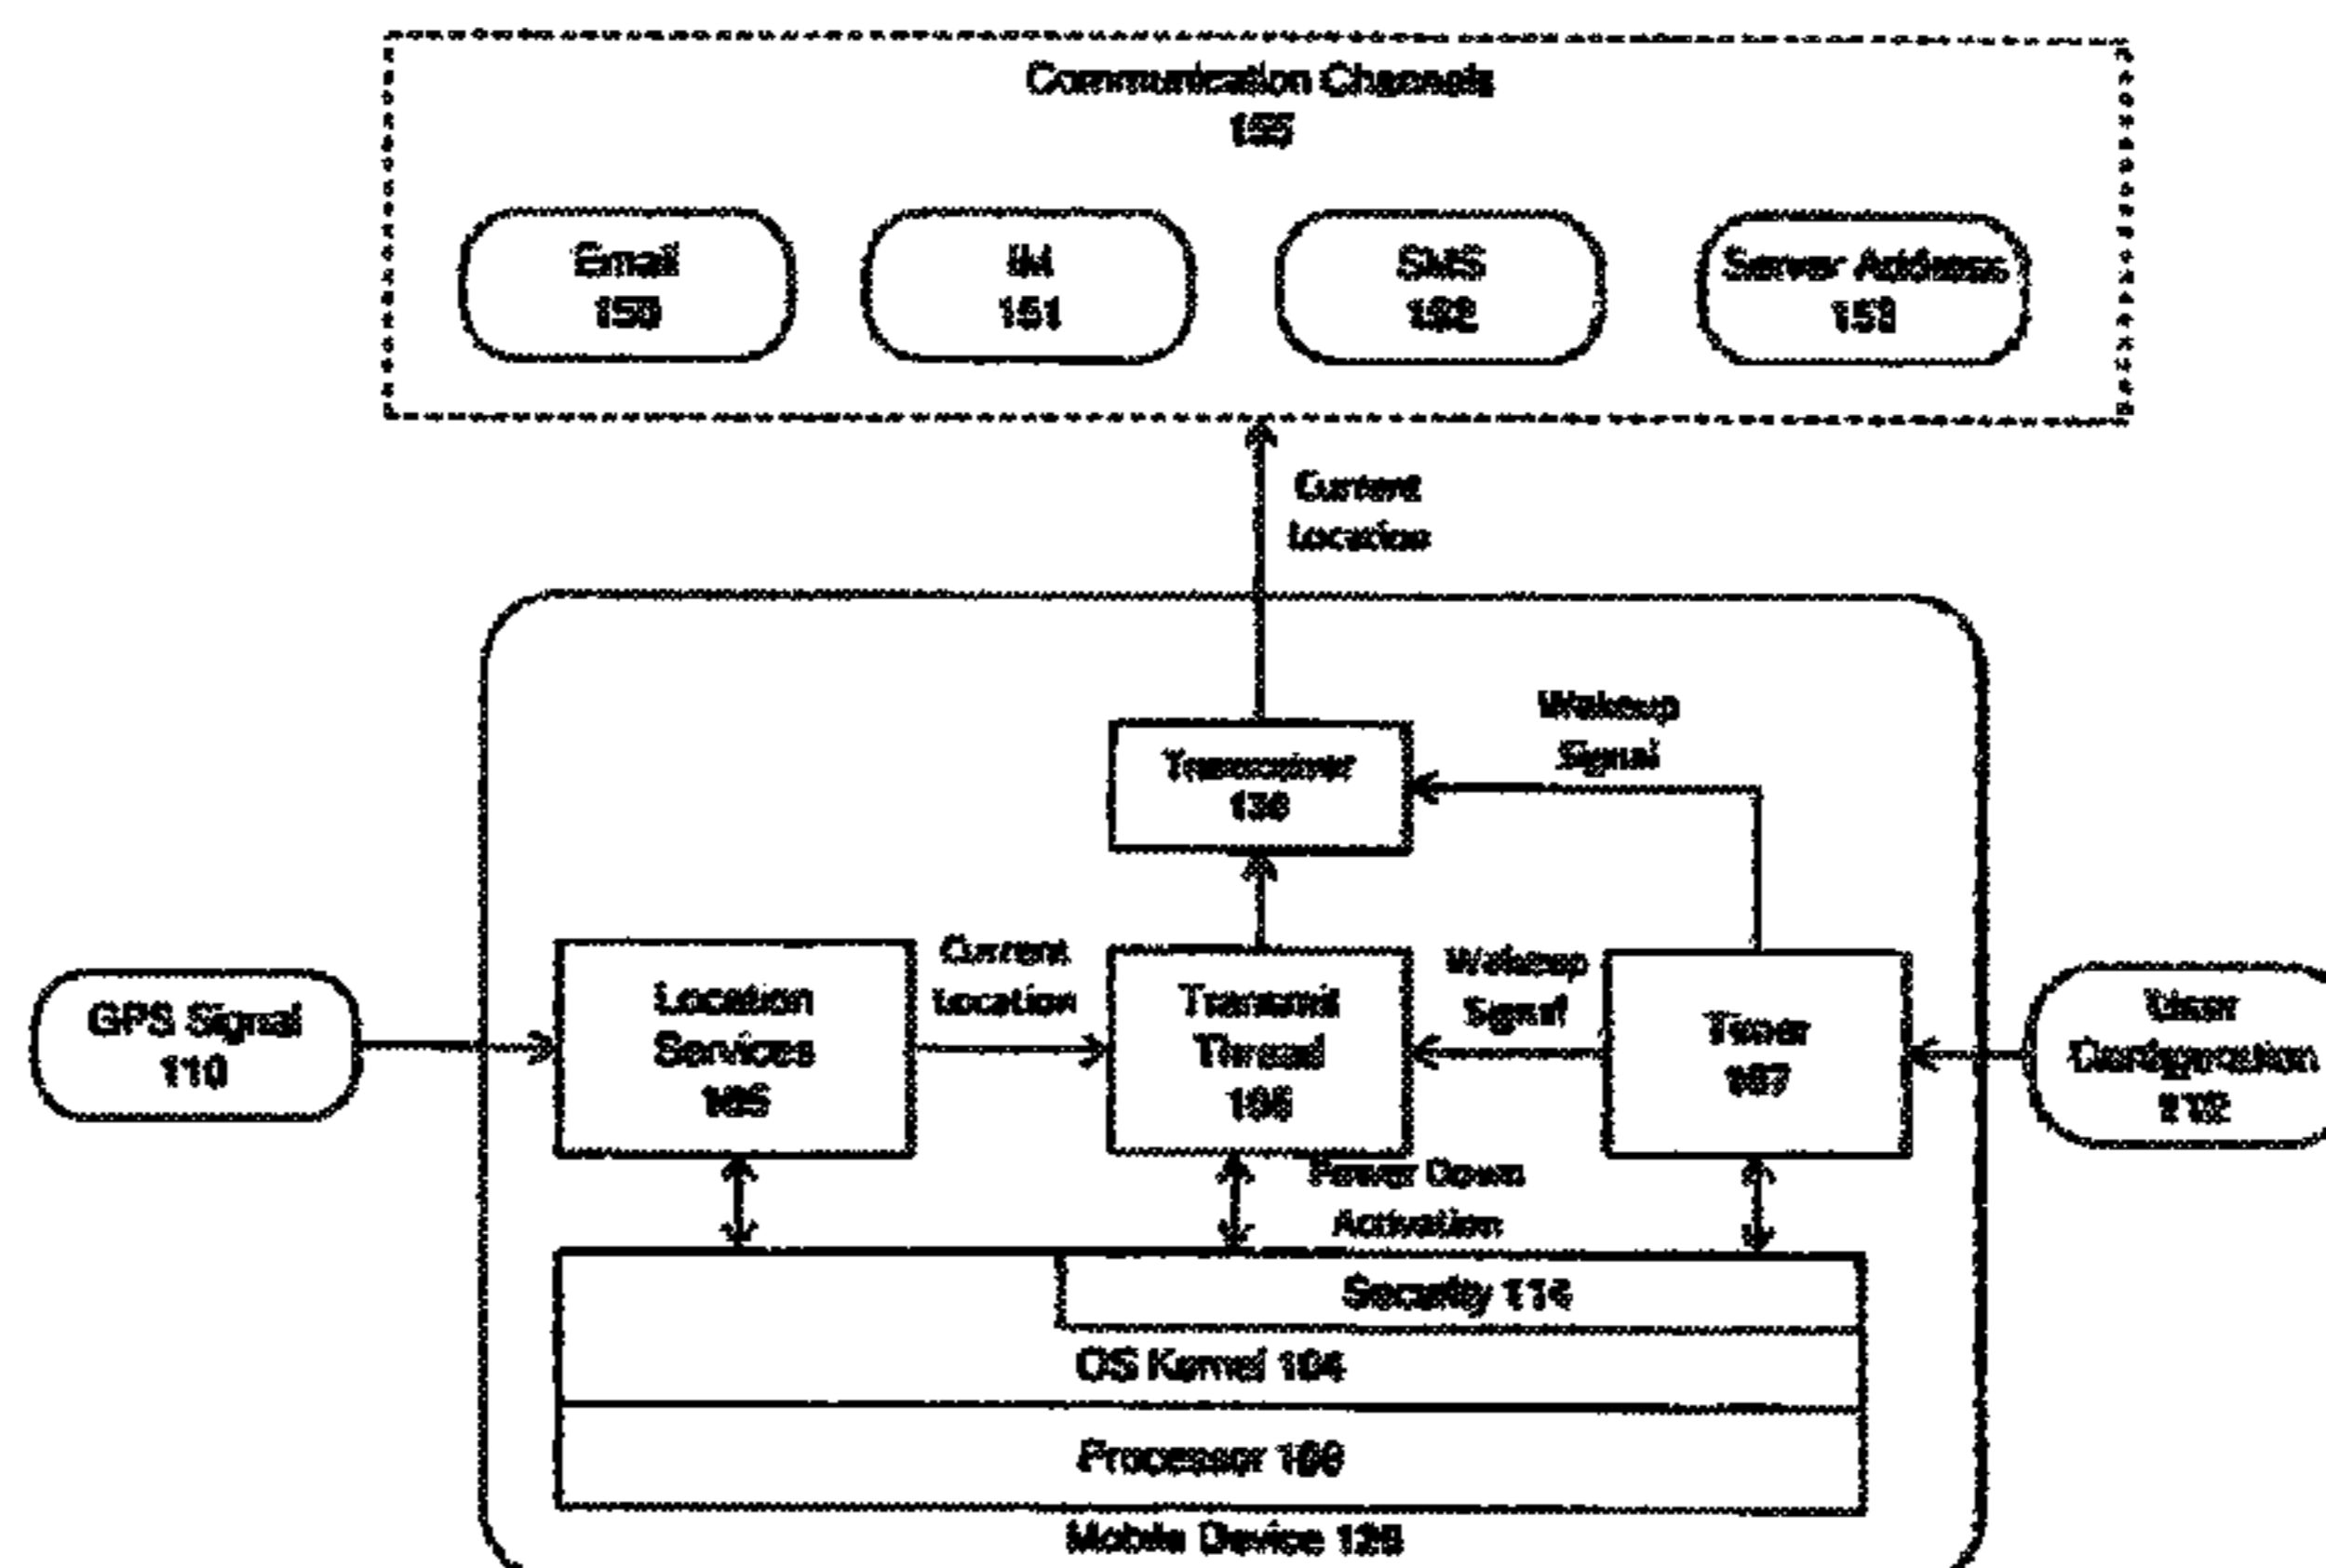 Communication Channels
155
Email
150
IM
151
SMS
152
Server Address
153
Current
Location
Wakeup
Signal
Transceiver
130
GPS Signal
110
Location
Services
105
Current
Location
Transmit
Thread
106
Wakeup
Signal
Timer
107
User
Configuration
112
Power Down
Activation
Security 114
OS Kernel 104
Processor 100
Mobile Device 120